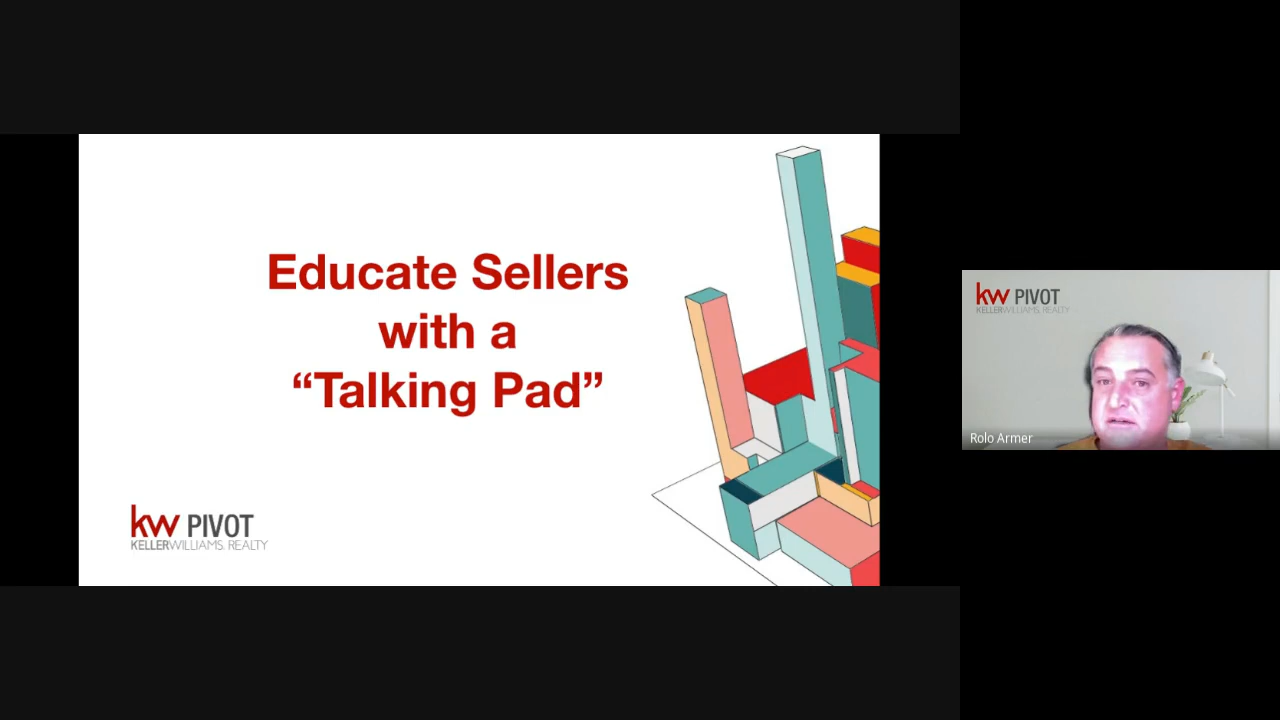 Educate Sellers
with a
“Talking Pad”
kw PIVOT
KELLERWILLIAMS. REALTY
kw PIVOT
KELLERWILLIAMS. REALTY
Rolo Armer